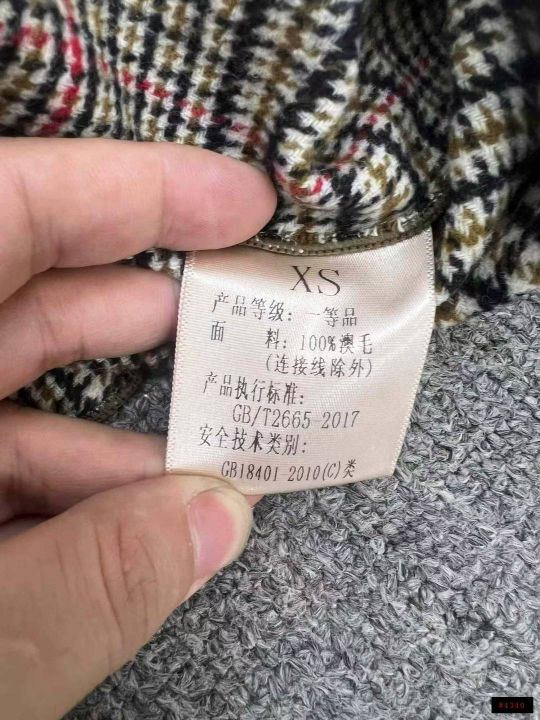 XS
产品等级: 一等品
面 料: 100%澳毛
(连接线除外)
产品执行标准:
GB/T2665-2017
安全技术类别:
GB18401-2010(C)类
#4340